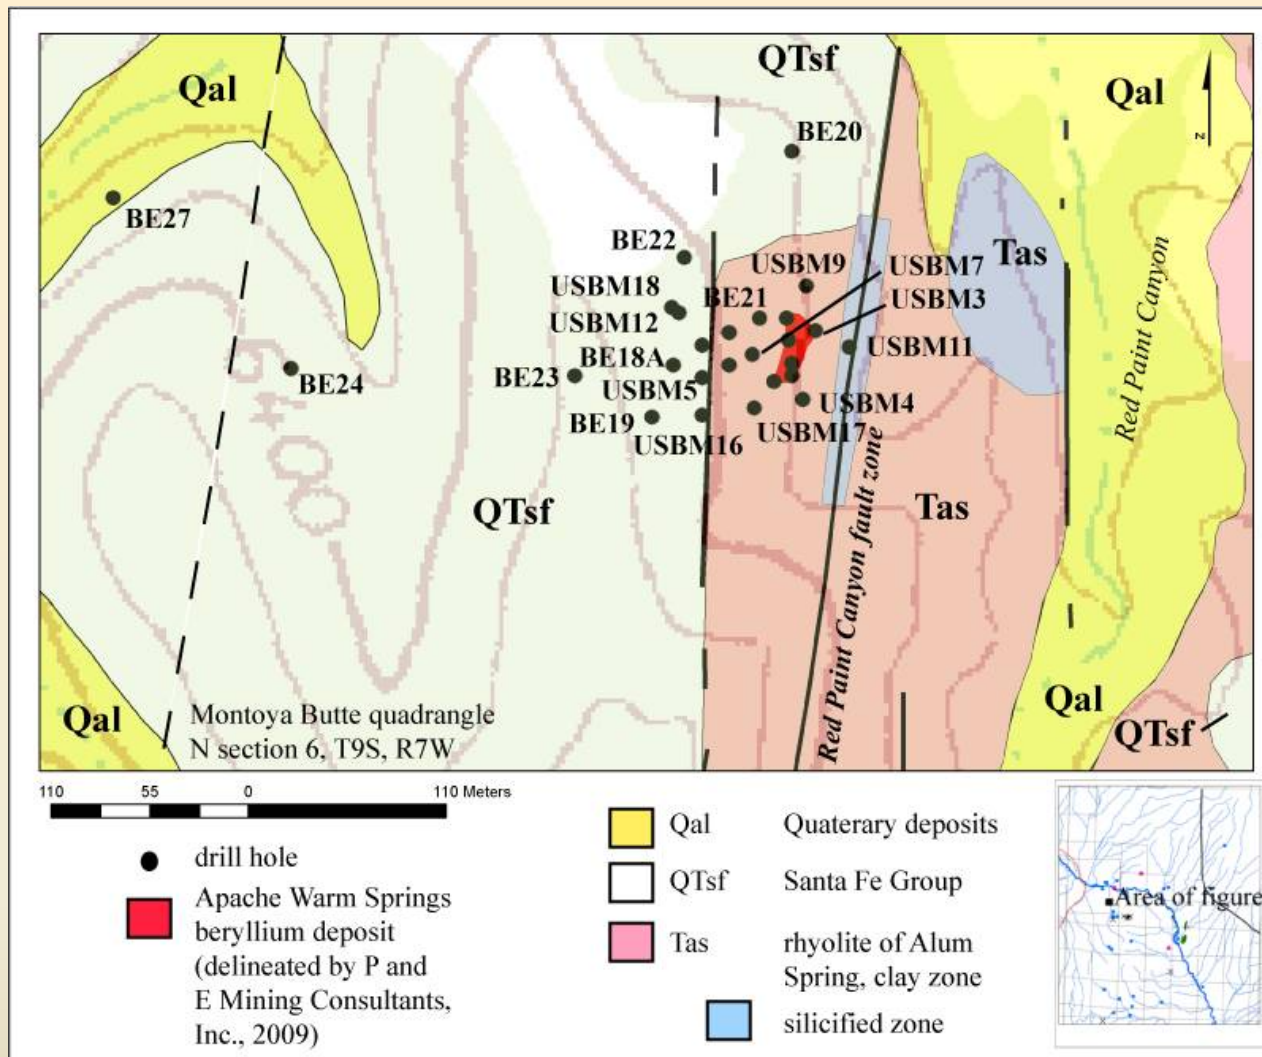 QTsf
Qal
Qal
BE20
N
BE27
BE22
Tas
USBM9
USBM7
USBM18
BE21
USBM3
USBM12
USBM11
BE18A
BE23
BE24
USBM5
USBM4
BE19
USBM17
USBM16
Red Paint Canyon
6400
QTsf
Tas
Red Paint Canyon fault zone
Qal
Qal
QTsf
Montoya Butte quadrangle
N section 6, T9S, R7W
110 55 0 110 Meters
drill hole
Apache Warm Springs
beryllium deposit
(delineated by P and
E Mining Consultants,
Inc., 2009)
Qal Quaterary deposits
QTsf Santa Fe Group
Tas rhyolite of Alum
Spring, clay zone
silicified zone
Area of figure